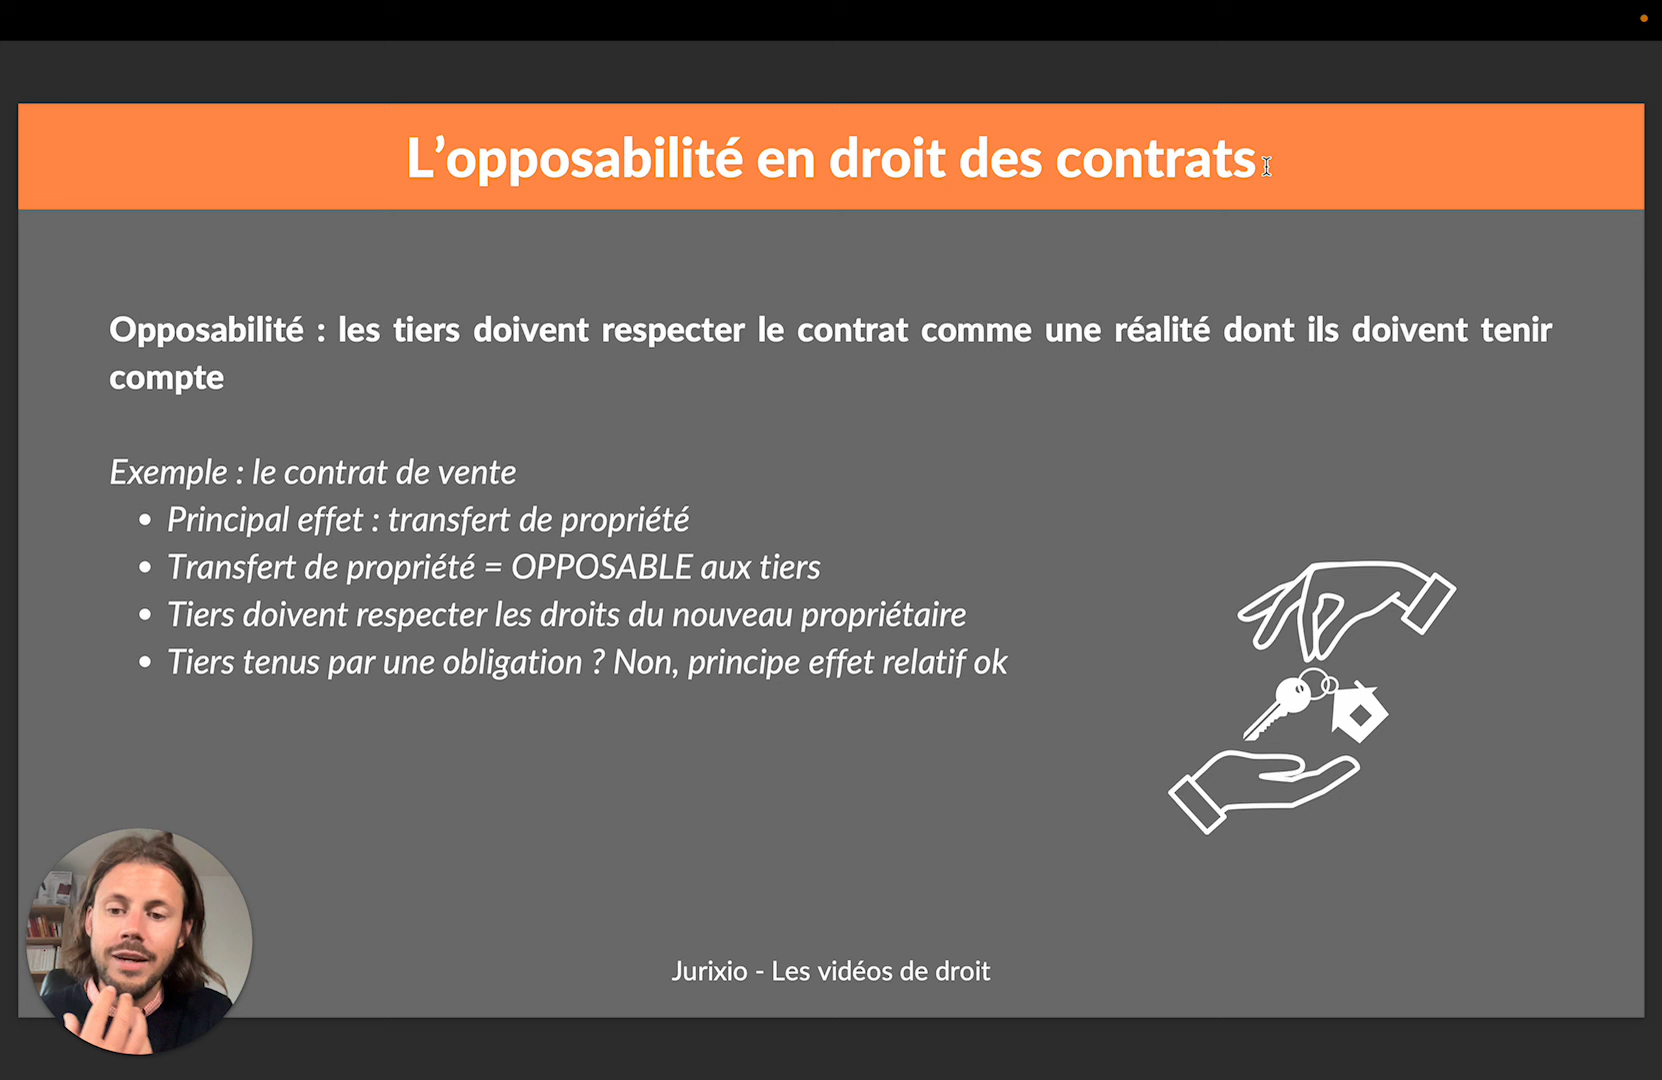 L’opposabilité en droit des contrats
Opposabilité : les tiers doivent respecter le contrat comme une réalité dont ils doivent tenir
compte
Exemple : le contrat de vente
• Principal effet : transfert de propriété
• Transfert de propriété = OPPOSABLE aux tiers
• Tiers doivent respecter les droits du nouveau propriétaire
• Tiers tenus par une obligation ? Non, principe effet relatif ok
Jurixio - Les vidéos de droit